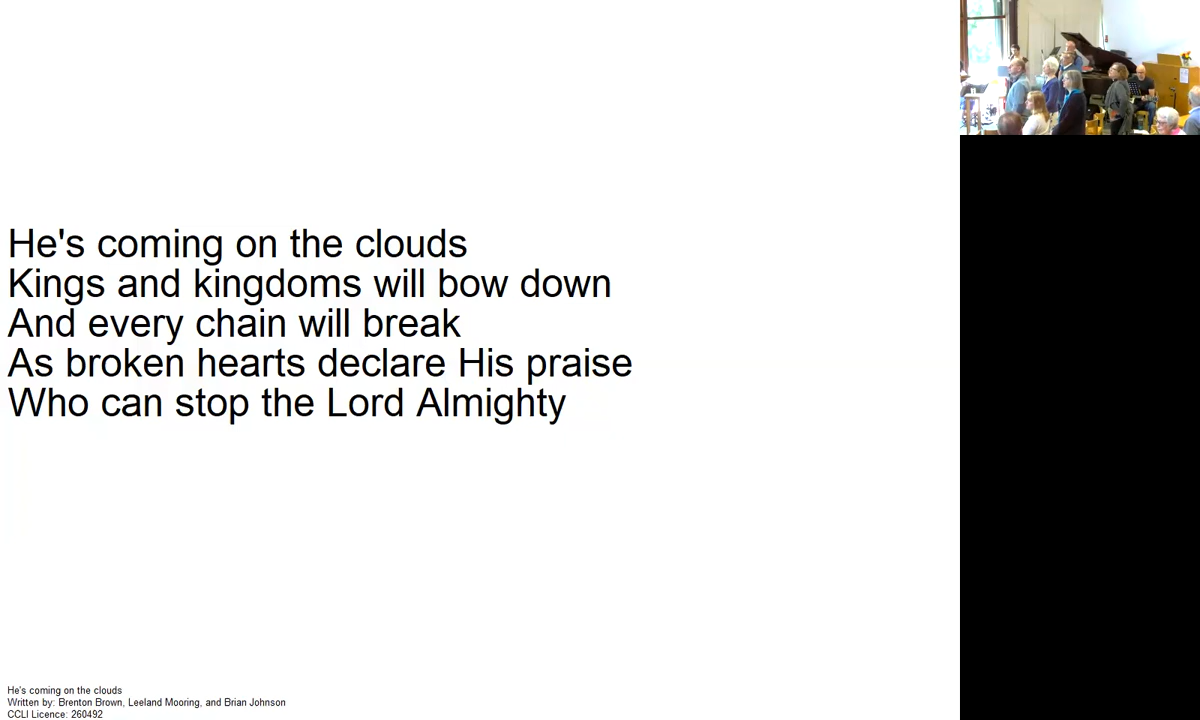 He's coming on the clouds
Kings and kingdoms will bow down
And every chain will break
As broken hearts declare His praise
Who can stop the Lord Almighty
He's coming on the clouds
Written by: Brenton Brown, Leeland Mooring, and Brian Johnson
CCLI Licence: 260492